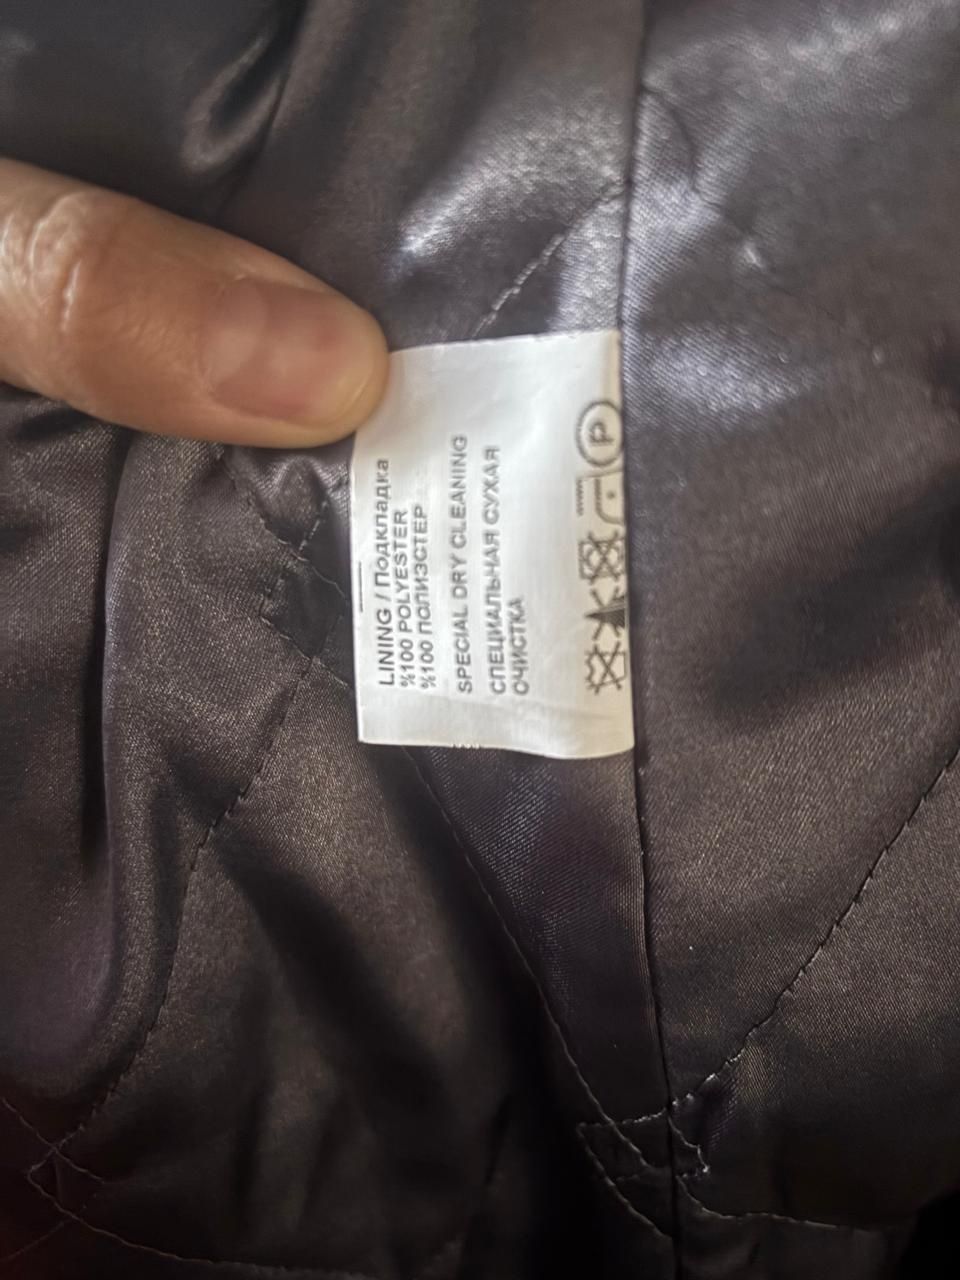 LINING / Подкладка
%100 POLYESTER
%100 ПОЛИЭСТЕР
SPECIAL DRY CLEANING
СПЕЦИАЛЬНАЯ СУХАЯ
ОЧИСТКА
P